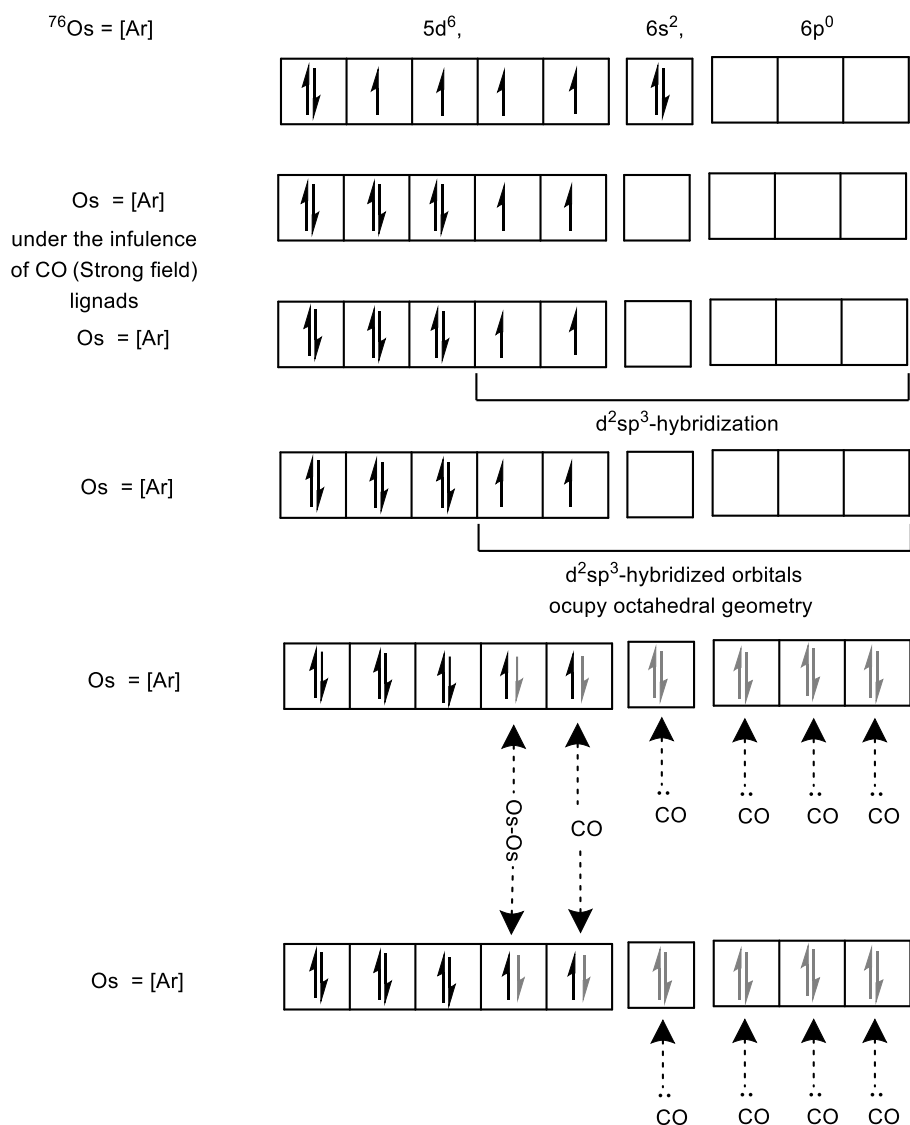 ⁷⁶Os = [Ar] 5d⁶, 6s², 6p⁰
Os = [Ar]
under the infulence
of CO (Strong field)
lignads
Os = [Ar]
d²sp³-hybridization
Os = [Ar]
d²sp³-hybridized orbitals
ocupy octahedral geometry
Os = [Ar]
Os-Os
CO
:CO
:CO
:CO
:CO
Os = [Ar]
:CO
:CO
:CO
:CO